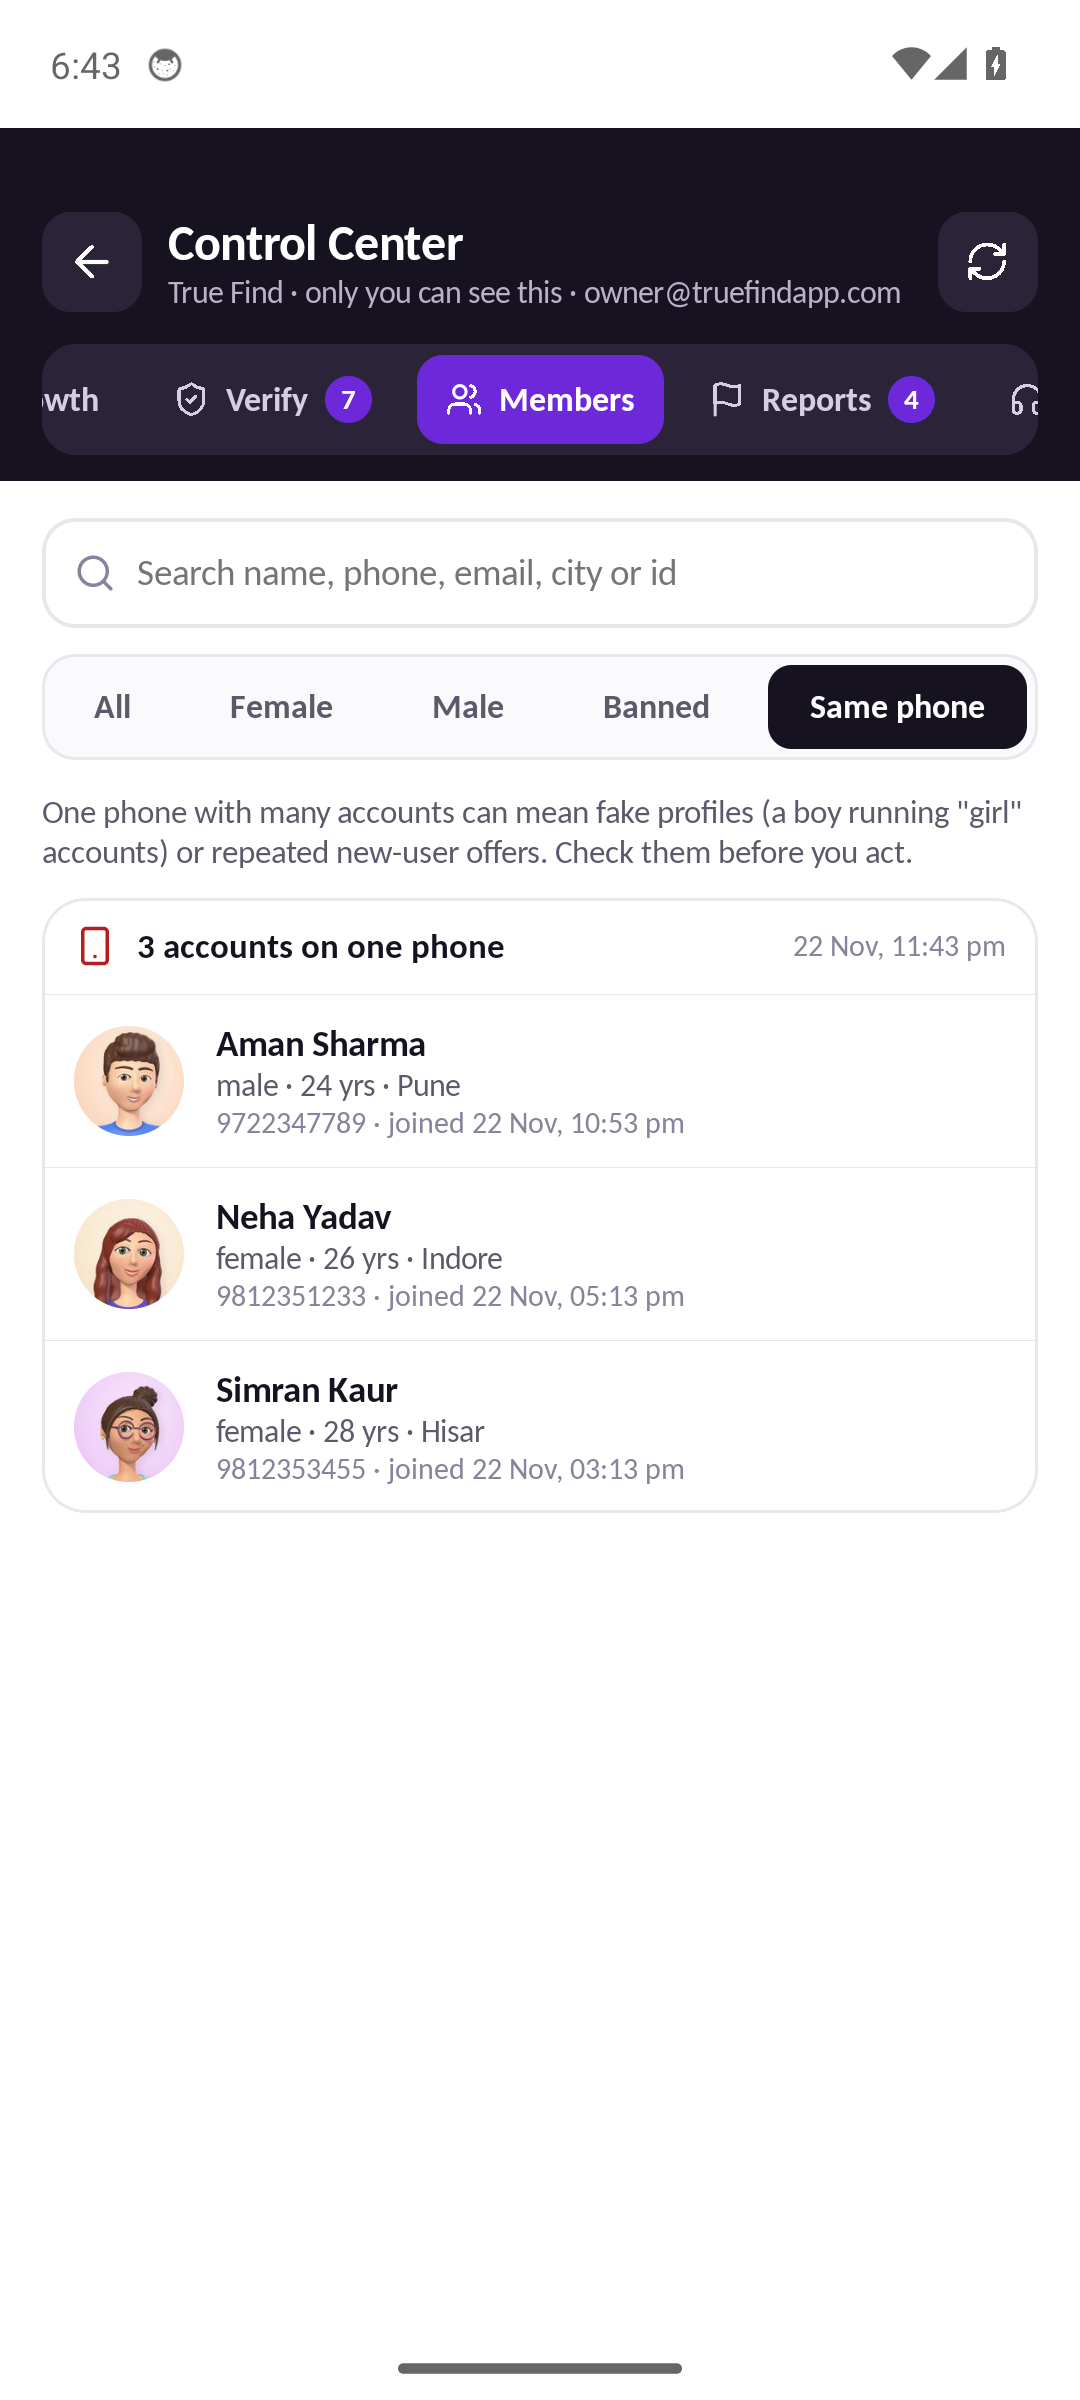 6:43
Control Center
True Find · only you can see this · owner@truefindapp.com
wth
Verify 7
Members
Reports 4
Search name, phone, email, city or id
All
Female
Male
Banned
Same phone
One phone with many accounts can mean fake profiles (a boy running "girl"
accounts) or repeated new-user offers. Check them before you act.
3 accounts on one phone
22 Nov, 11:43 pm
Aman Sharma
male · 24 yrs · Pune
9722347789 · joined 22 Nov, 10:53 pm
Neha Yadav
female · 26 yrs · Indore
9812351233 · joined 22 Nov, 05:13 pm
Simran Kaur
female · 28 yrs · Hisar
9812353455 · joined 22 Nov, 03:13 pm